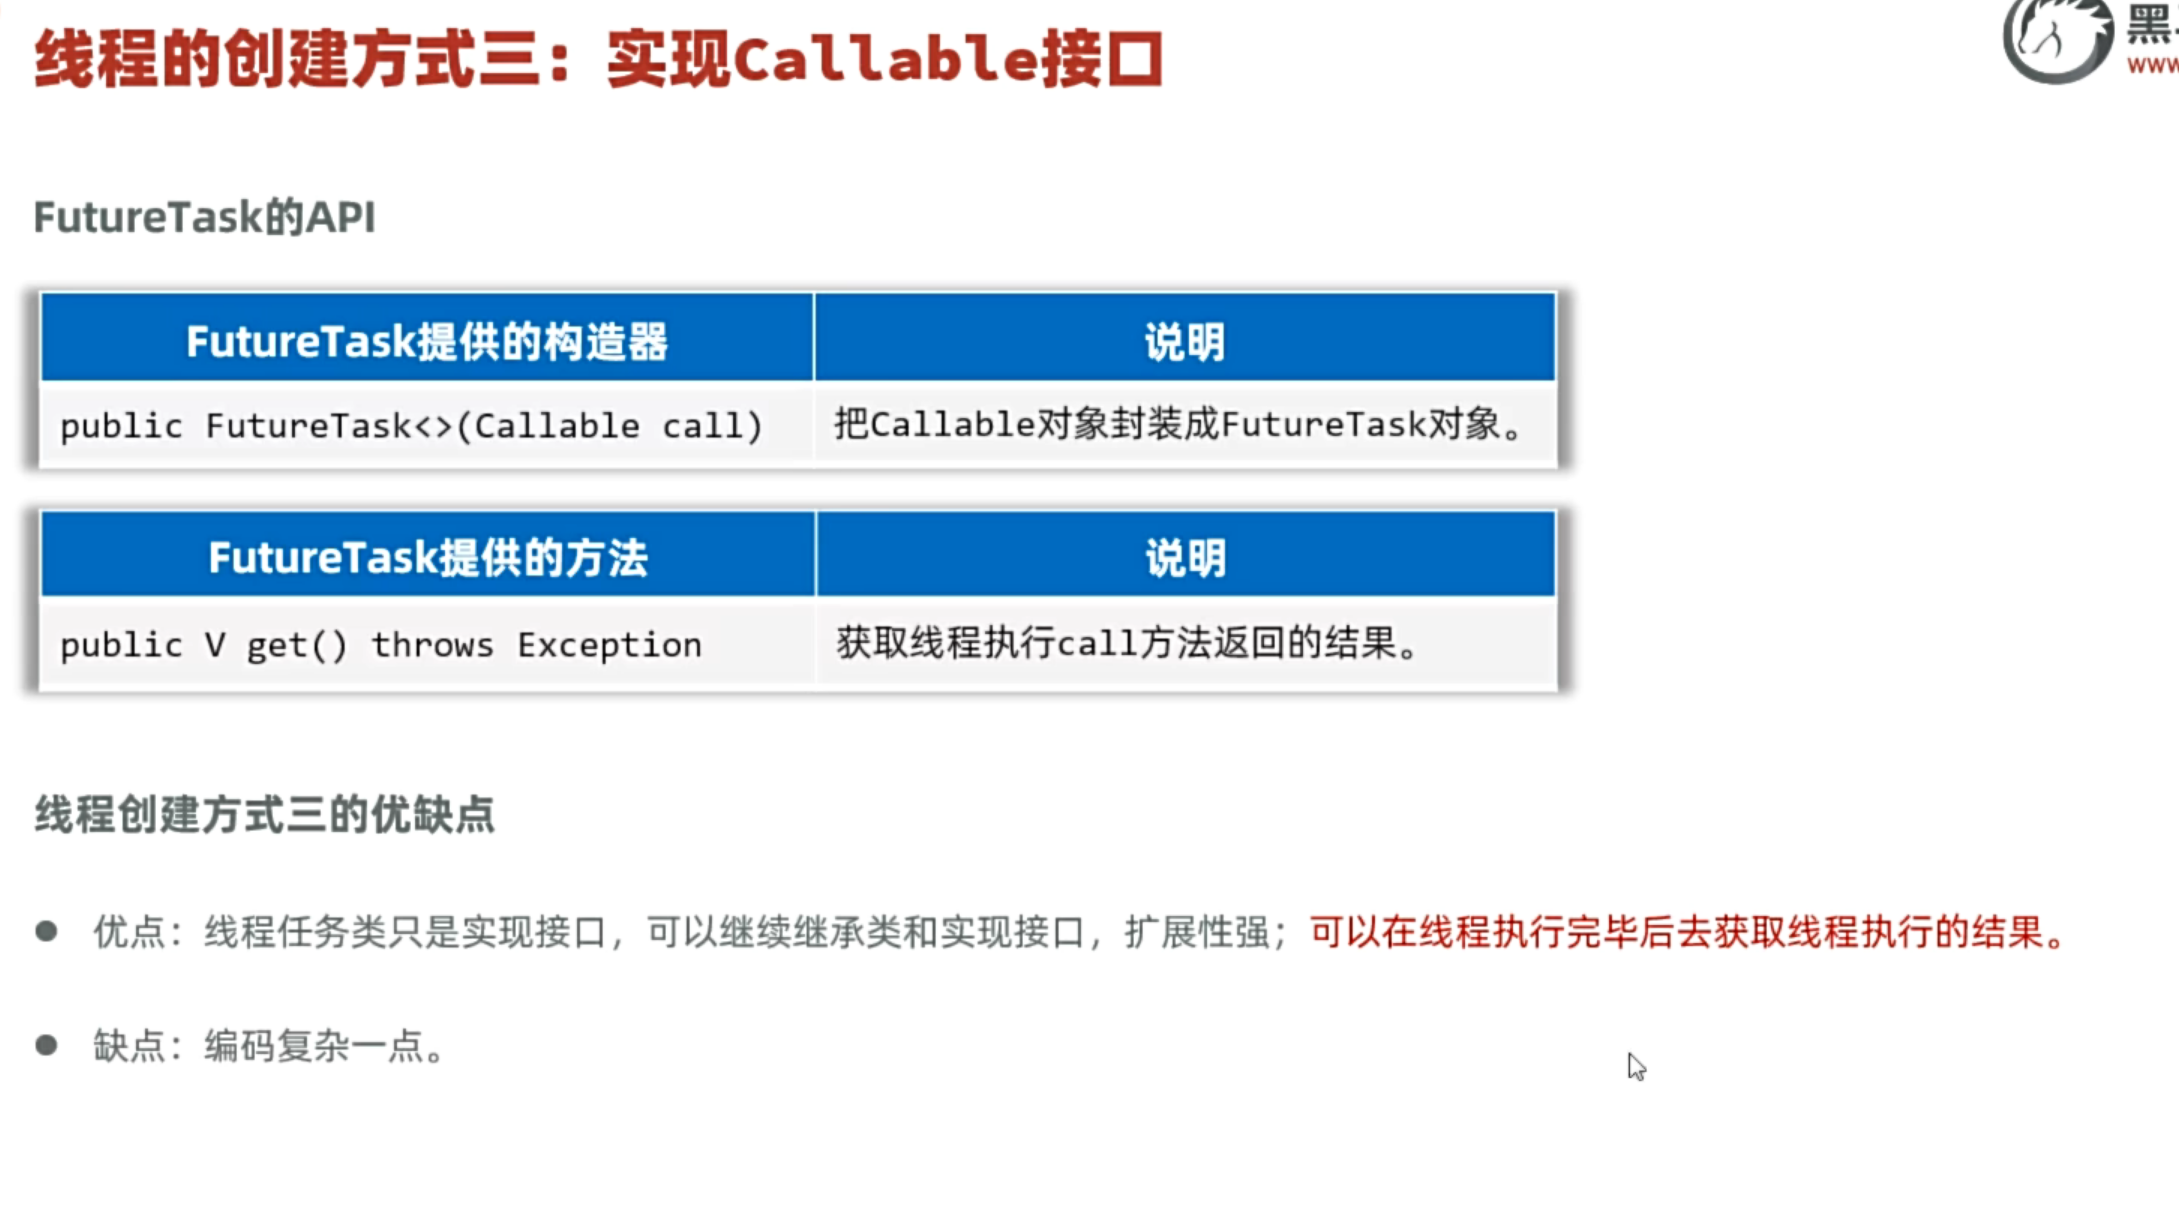 线程的创建方式三：实现Callable接口
黑
www
FutureTask的API
FutureTask提供的构造器 说明
public FutureTask<>(Callable call) 把Callable对象封装成FutureTask对象。
FutureTask提供的方法 说明
public V get() throws Exception 获取线程执行call方法返回的结果。
线程创建方式三的优缺点
● 优点：线程任务类只是实现接口，可以继续继承类和实现接口，扩展性强；可以在线程执行完毕后去获取线程执行的结果。
● 缺点：编码复杂一点。